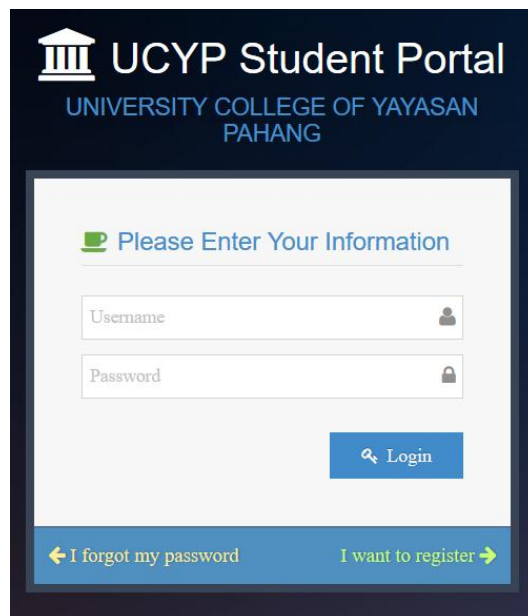 UCYP Student Portal
UNIVERSITY COLLEGE OF YAYASAN
PAHANG
Please Enter Your Information
Username
Password
Login
I forgot my password I want to register